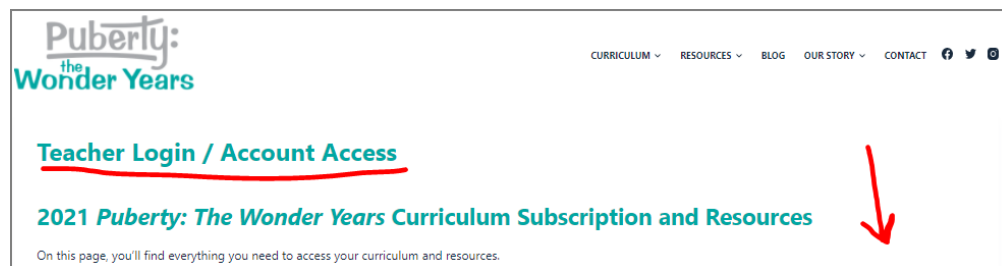 Puberty:
the
Wonder Years
CURRICULUM RESOURCES BLOG OUR STORY CONTACT
Teacher Login / Account Access
2021 Puberty: The Wonder Years Curriculum Subscription and Resources
On this page, you'll find everything you need to access your curriculum and resources.